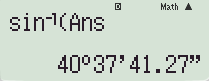 D Math ▲
sin⁻¹(Ans
40°37'41.27"